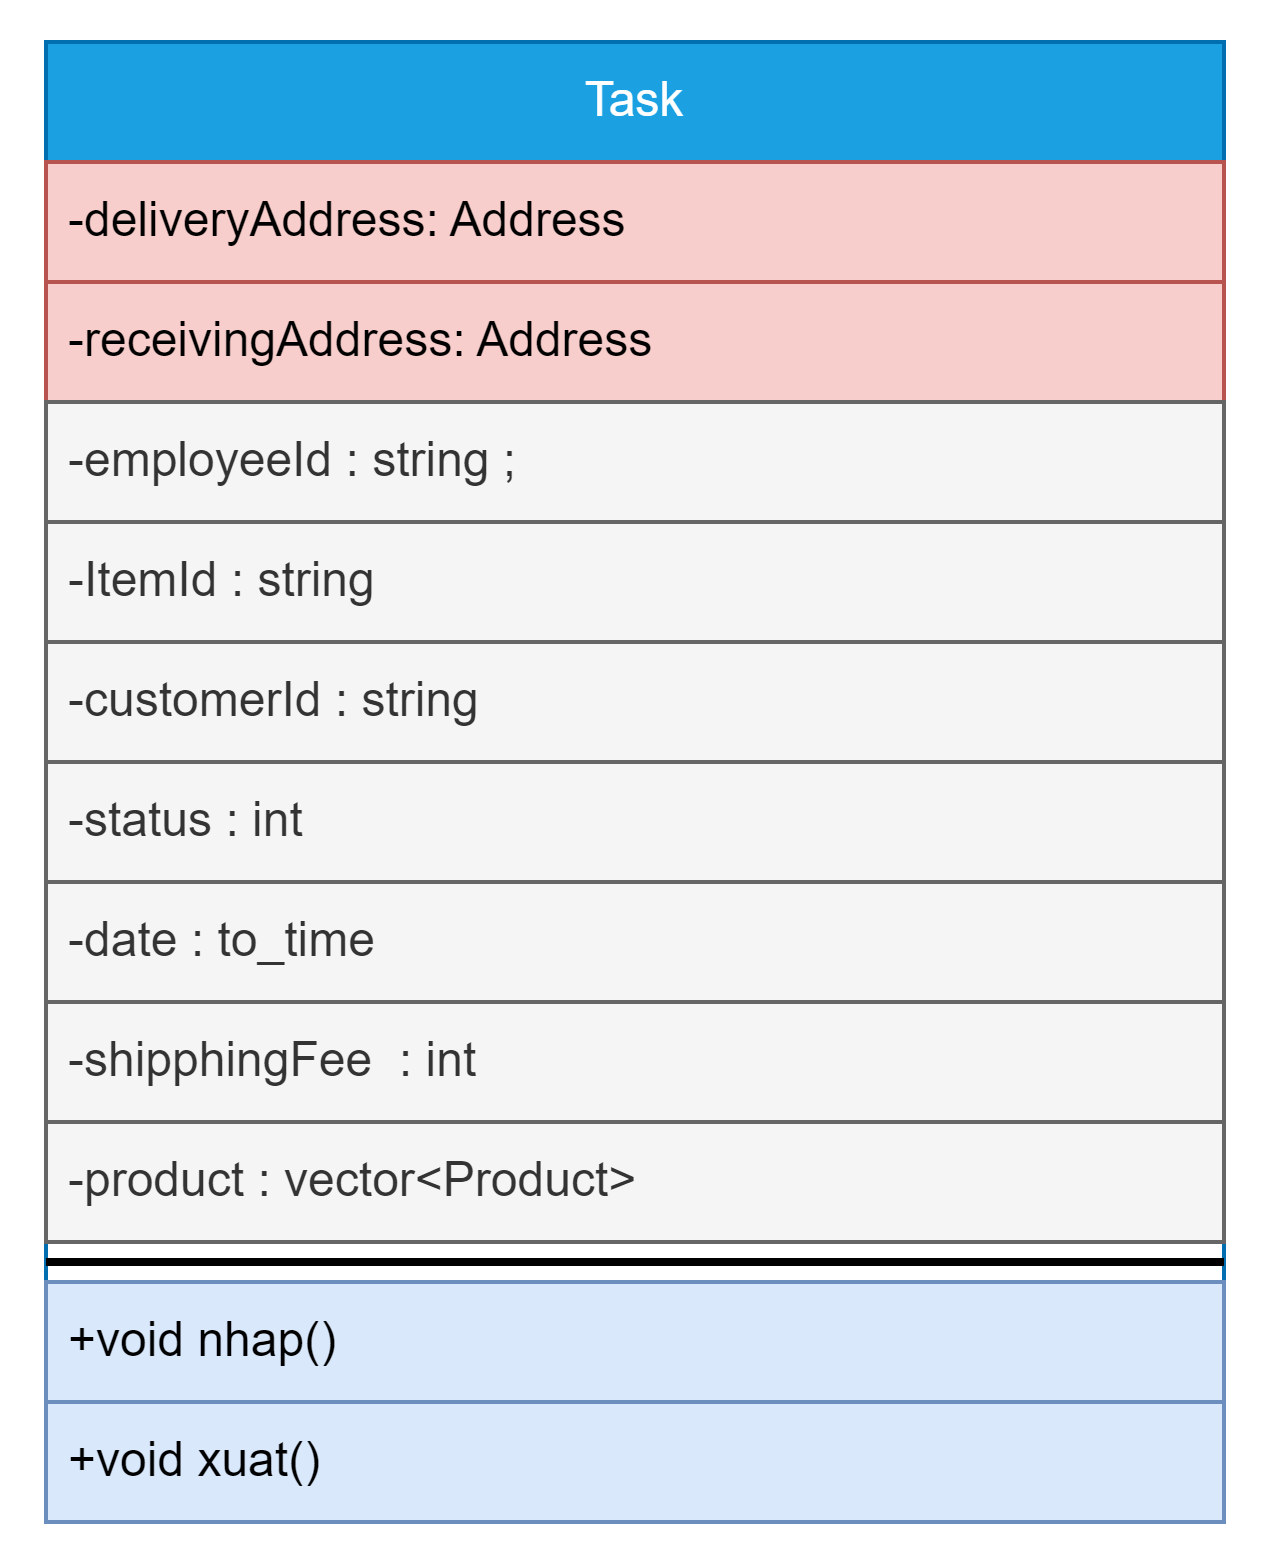 Task
-deliveryAddress: Address
-receivingAddress: Address
-employeeId : string ;
-ItemId : string
-customerId : string
-status : int
-date : to_time
-shipphingFee  : int
-product : vector<Product>
+void nhap()
+void xuat()